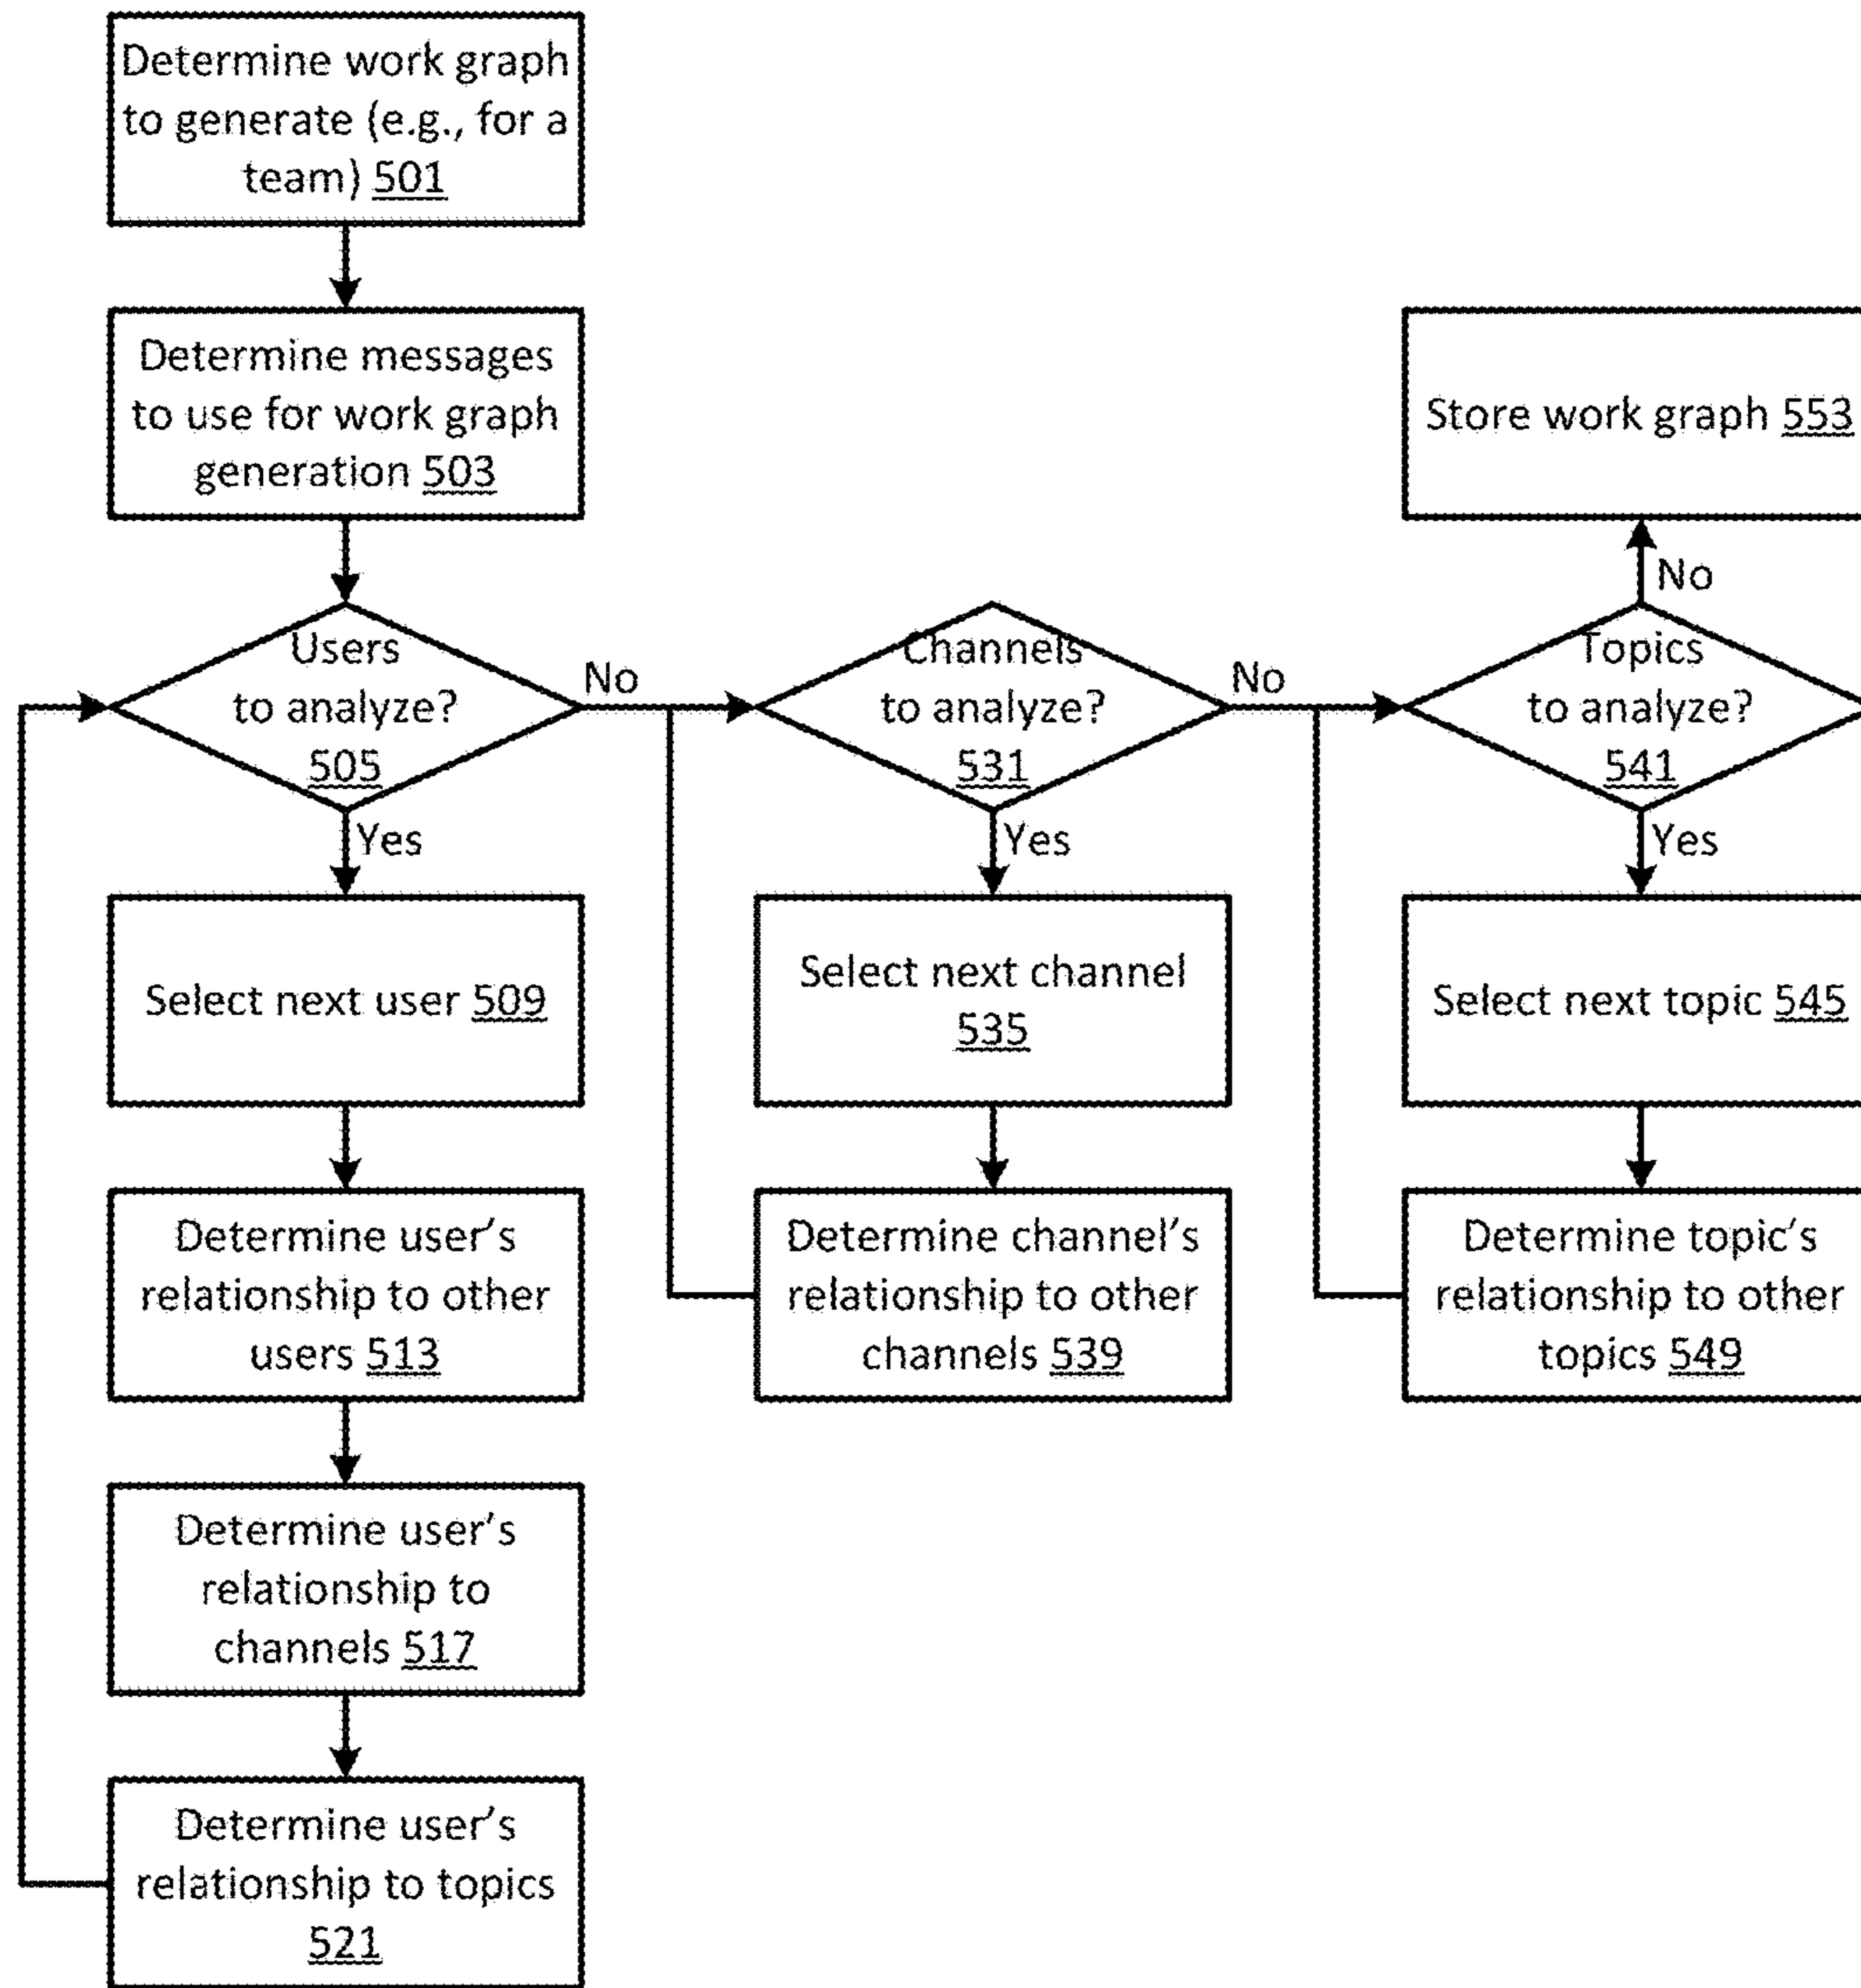 Determine work graph
to generate (e.g., for a
team) 501
Determine messages
to use for work graph
generation 503
Store work graph 553
No
Users
to analyze?
505
No
Channels
to analyze?
531
No
Topics
to analyze?
541
Yes
Yes
Yes
Select next user 509
Select next channel
535
Select next topic 545
Determine user's
relationship to other
users 513
Determine channel's
relationship to other
channels 539
Determine topic's
relationship to other
topics 549
Determine user's
relationship to
channels 517
Determine user's
relationship to topics
521